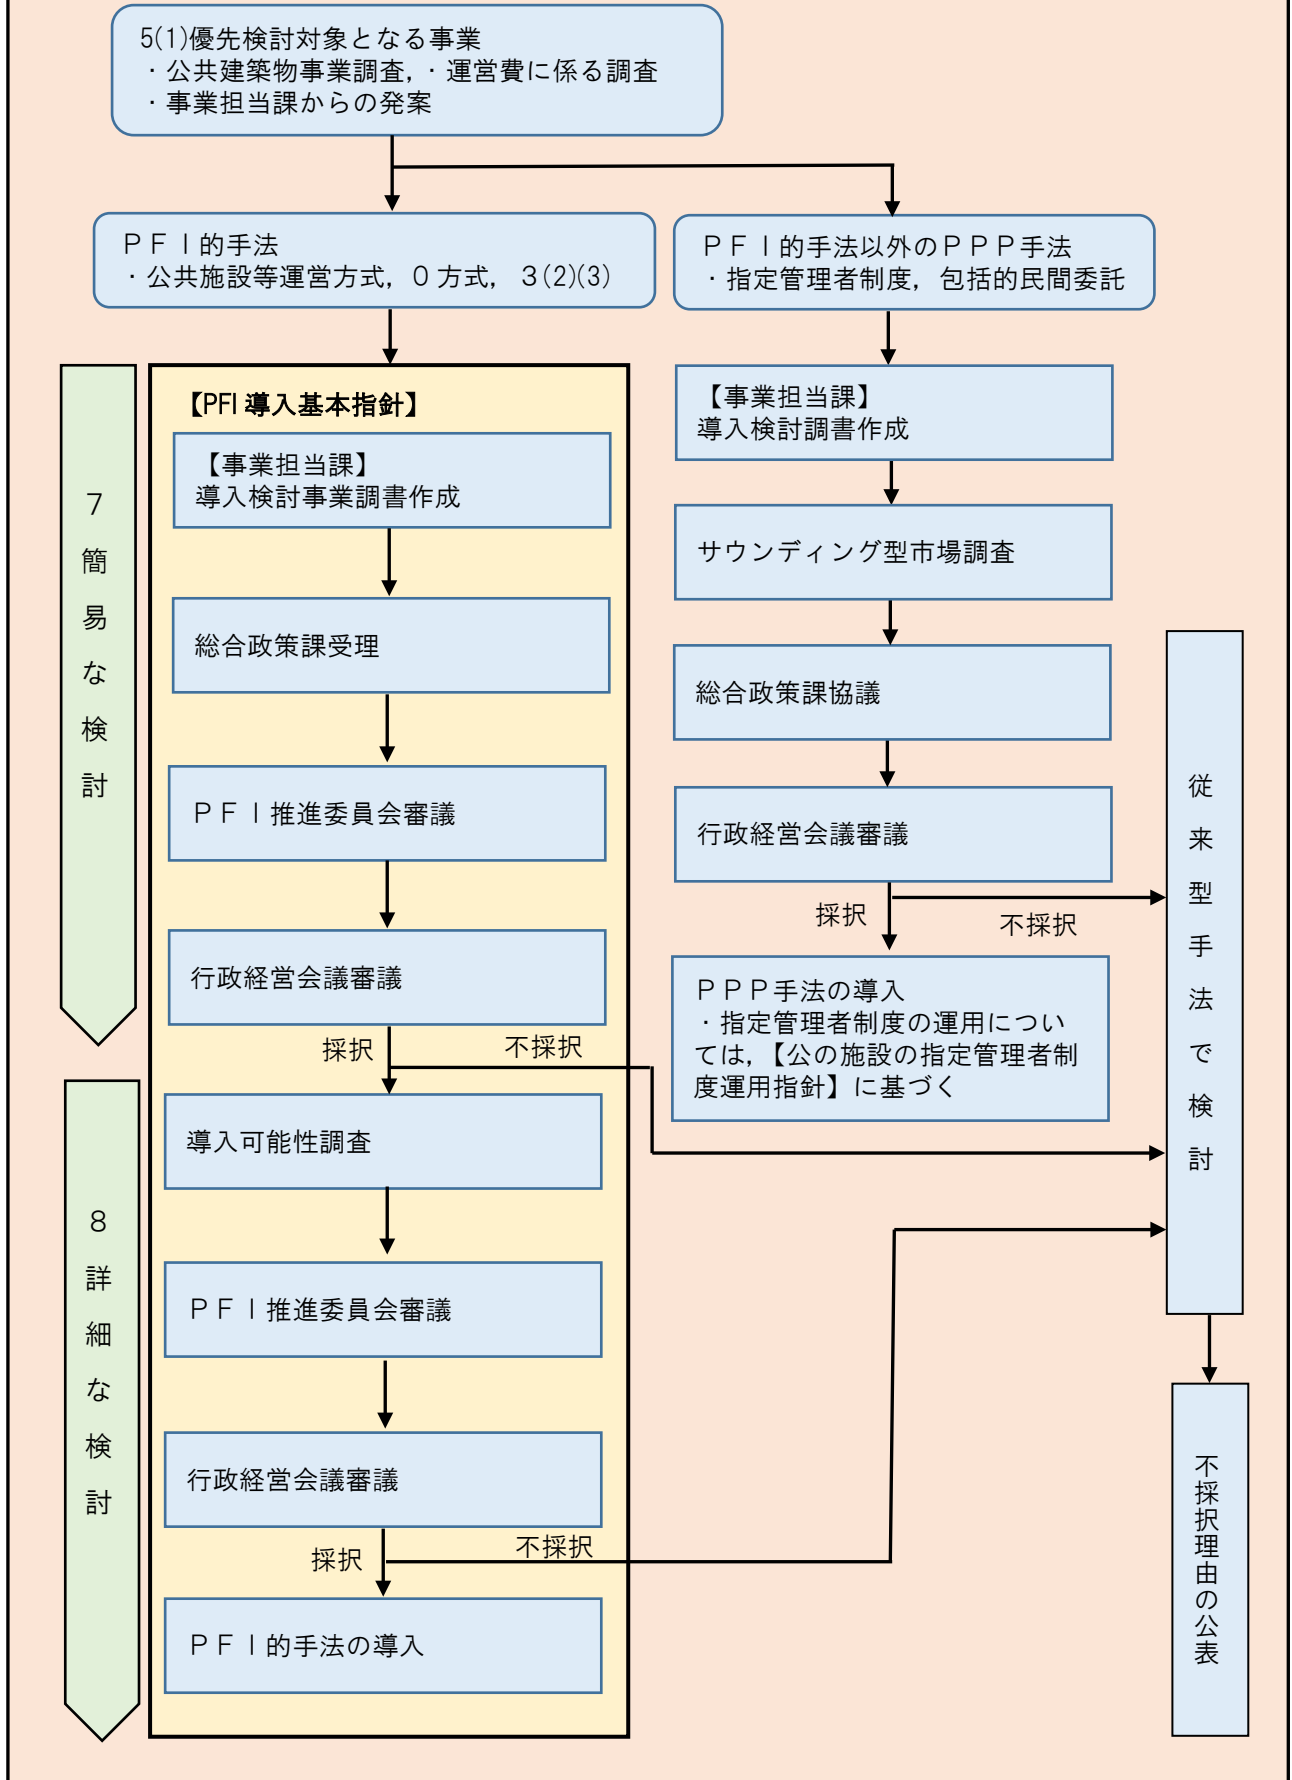 5(1)優先検討対象となる事業
・公共建築物事業調査，・運営費に係る調査
・事業担当課からの発案
ＰＦＩ的手法
・公共施設等運営方式，Ｏ方式，３(2)(3)
ＰＦＩ的手法以外のＰＰＰ手法
・指定管理者制度，包括的民間委託
７簡易な検討
【PFI 導入基本指針】
【事業担当課】
導入検討事業調書作成
総合政策課受理
ＰＦＩ推進委員会審議
行政経営会議審議
採択
不採択
【事業担当課】
導入検討調書作成
サウンディング型市場調査
総合政策課協議
行政経営会議審議
採択
不採択
ＰＰＰ手法の導入
・指定管理者制度の運用につい
ては，【公の施設の指定管理者制
度運用指針】に基づく
８詳細な検討
導入可能性調査
ＰＦＩ推進委員会審議
行政経営会議審議
採択
不採択
ＰＦＩ的手法の導入
従来型手法で検討
不採択理由の公表